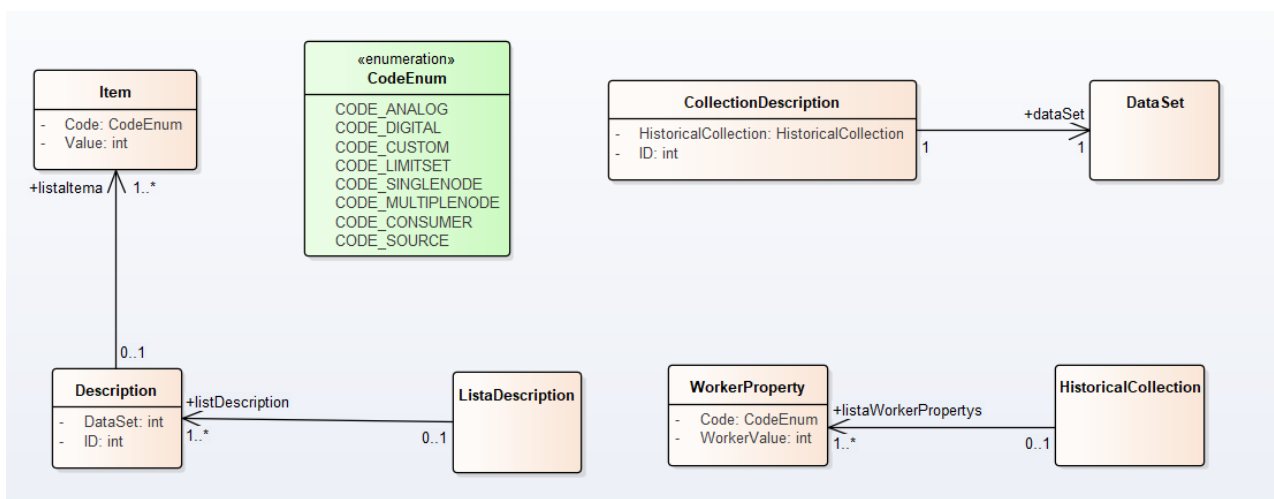 «enumeration»
CodeEnum
CODE_ANALOG
CODE_DIGITAL
CODE_CUSTOM
CODE_LIMITSET
CODE_SINGLENODE
CODE_MULTIPLENODE
CODE_CONSUMER
CODE_SOURCE
Item
- Code: CodeEnum
- Value: int
+listaItema
1..*
0..1
CollectionDescription
- HistoricalCollection: HistoricalCollection
- ID: int
+dataSet
1
1
DataSet
Description
- DataSet: int
- ID: int
+listDescription
1..*
0..1
ListaDescription
WorkerProperty
- Code: CodeEnum
- WorkerValue: int
+listaWorkerPropertys
1..*
0..1
HistoricalCollection